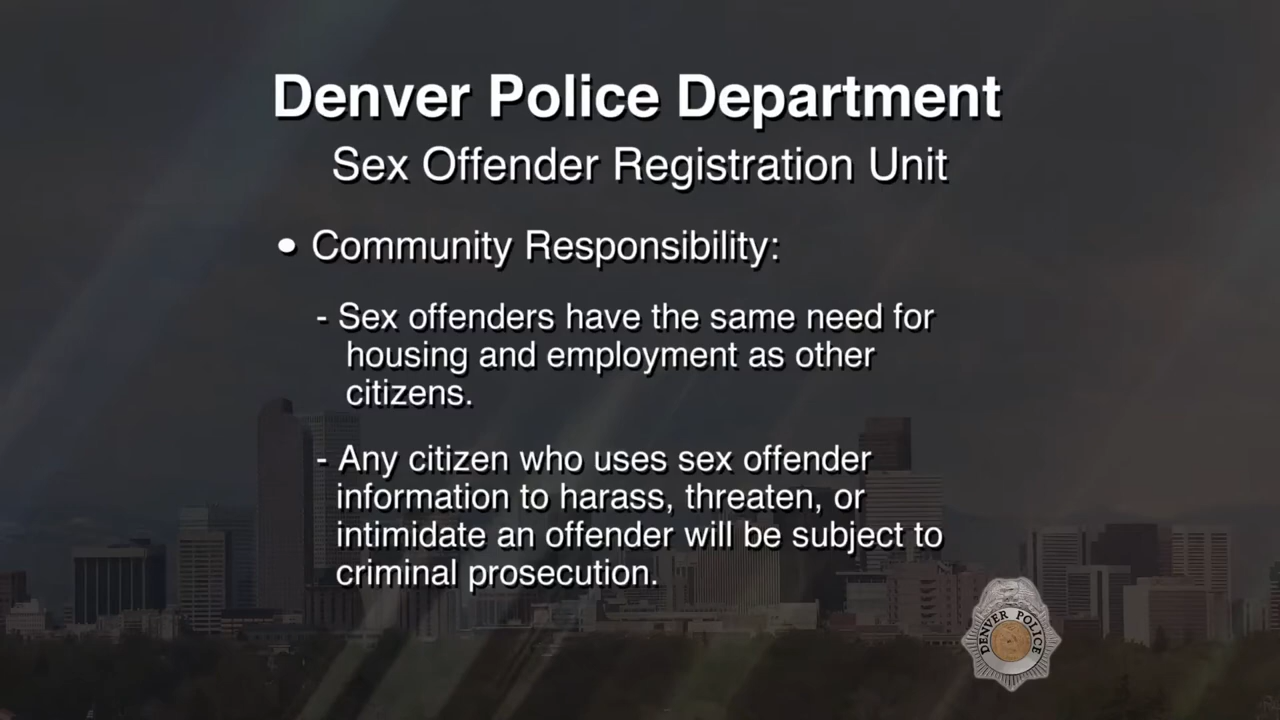 Denver Police Department
Sex Offender Registration Unit
• Community Responsibility:
- Sex offenders have the same need for
housing and employment as other
citizens.
- Any citizen who uses sex offender
information to harass, threaten, or
intimidate an offender will be subject to
criminal prosecution.
DENVER POLICE